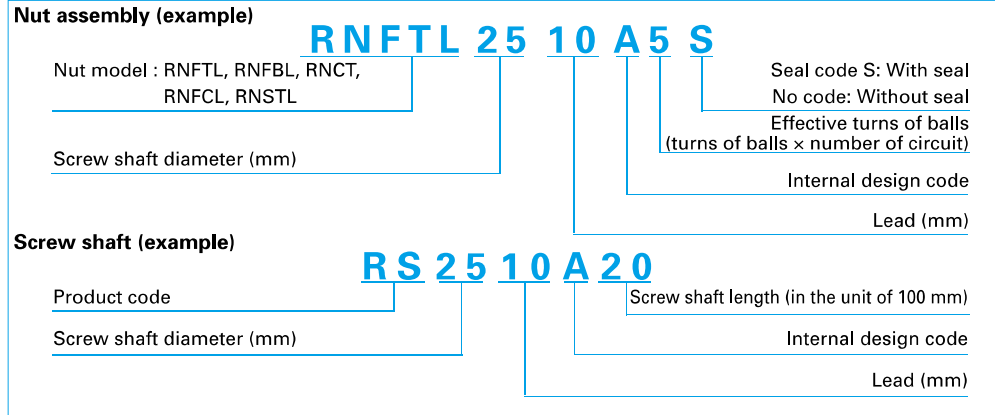 Nut assembly (example)
RNFTL 25 10 A 5 S
Nut model : RNFTL, RNFBL, RNCT,
RNFCL, RNSTL
Seal code S: With seal
No code: Without seal
Effective turns of balls
(turns of balls × number of circuit)
Screw shaft diameter (mm)
Internal design code
Lead (mm)
Screw shaft (example)
RS 25 10 A 20
Product code
Screw shaft length (in the unit of 100 mm)
Screw shaft diameter (mm)
Internal design code
Lead (mm)